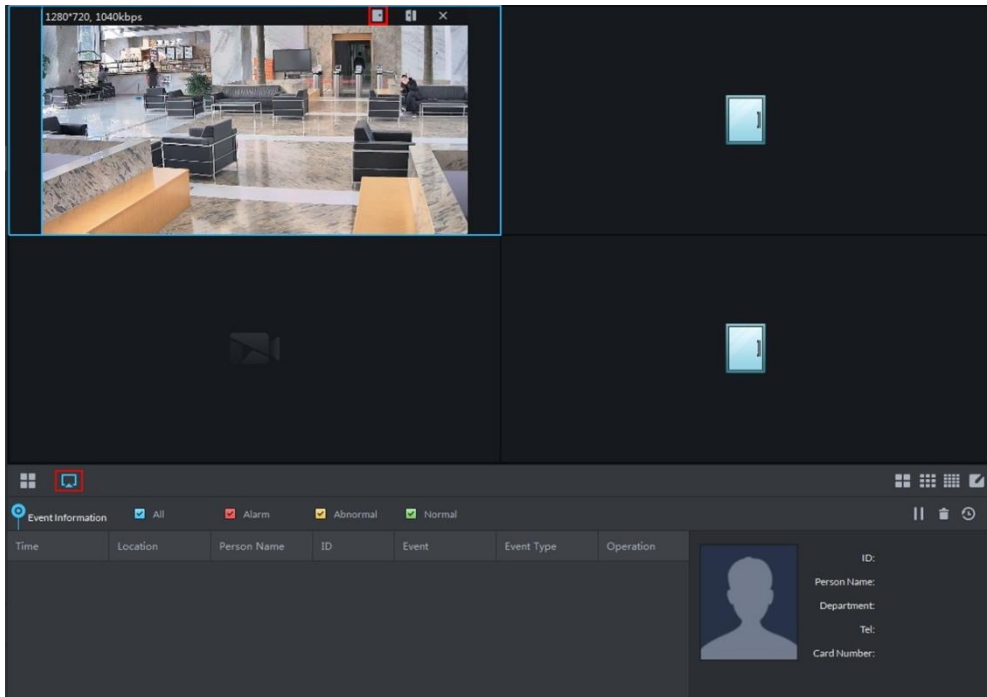 1280*720, 1040kbps
Event Information All Alarm Abnormal Normal
Time Location Person Name ID Event Event Type Operation
ID:
Person Name:
Department:
Tel:
Card Number: